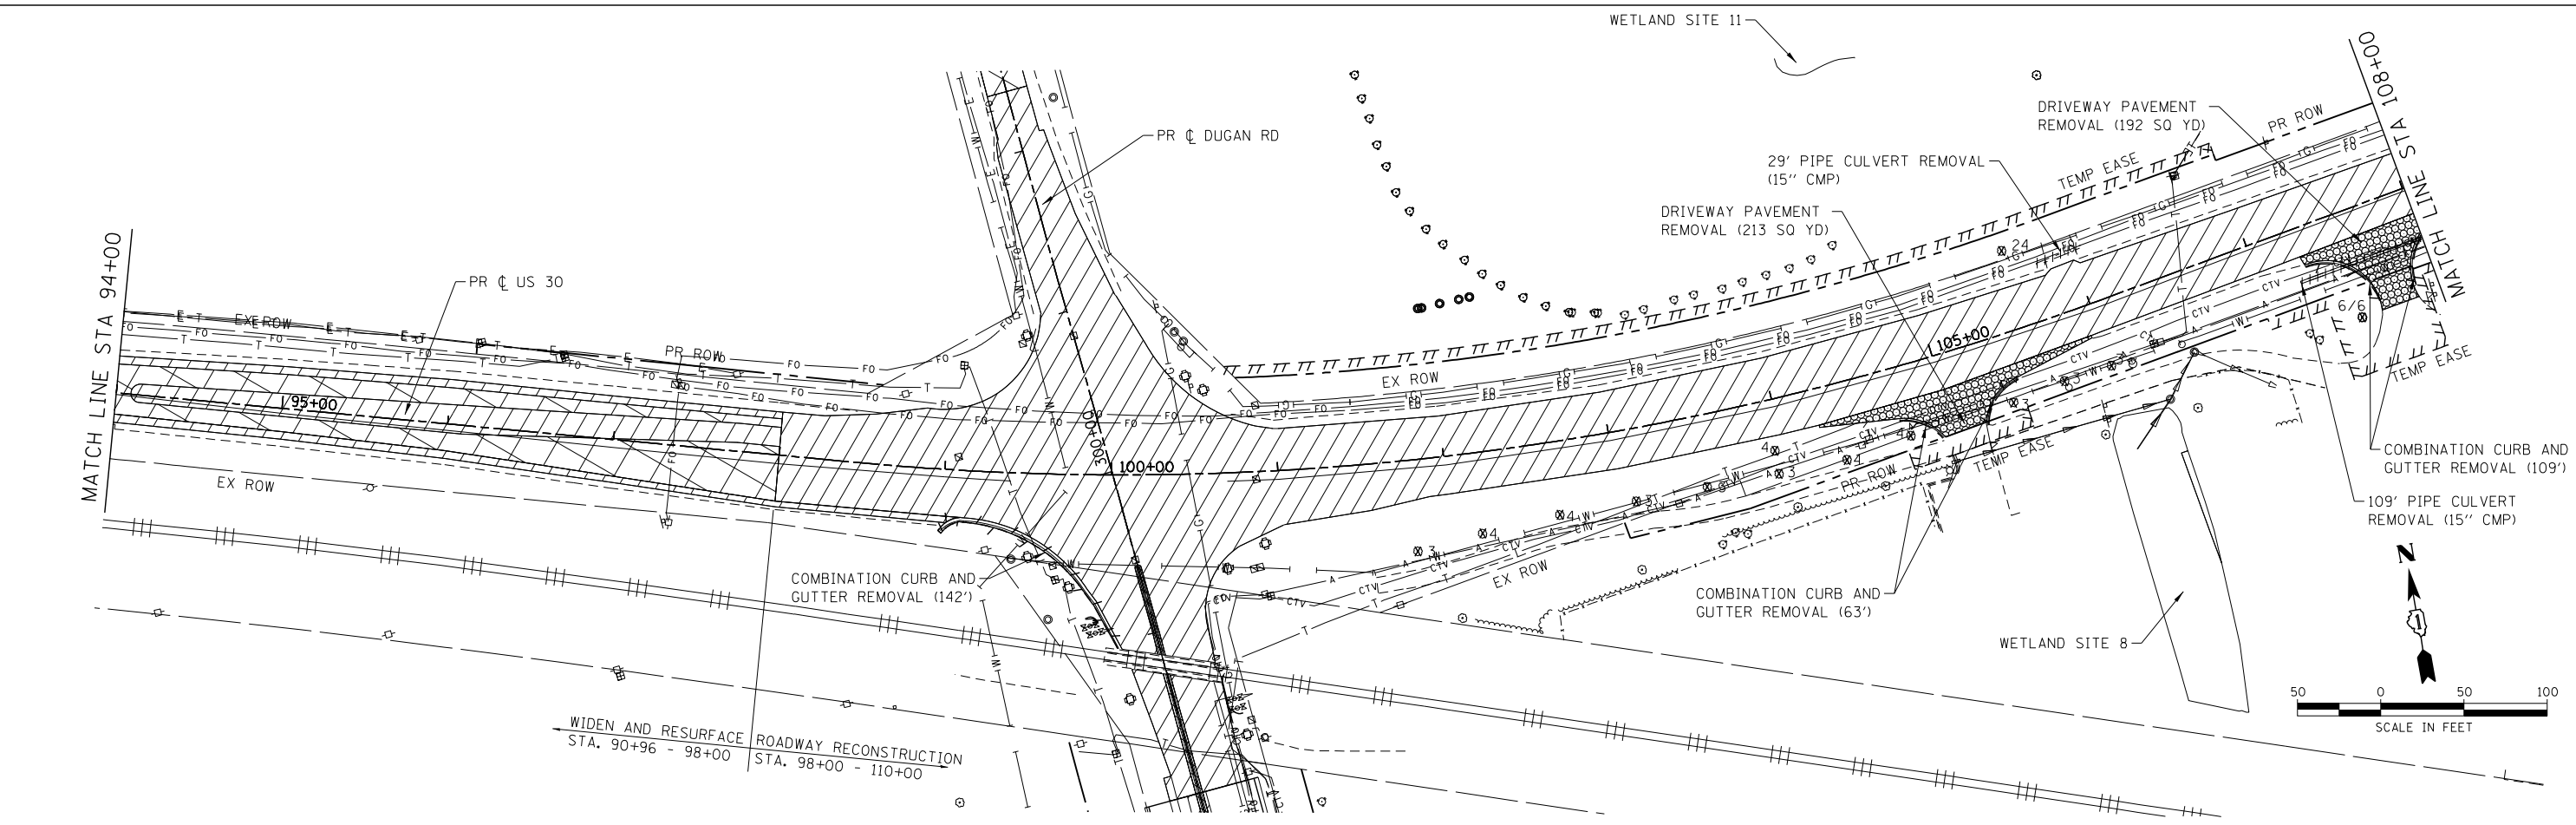 WETLAND SITE 11
MATCH LINE STA 108+00
DRIVEWAY PAVEMENT
REMOVAL (192 SQ YD)
PR ROW
PR ℄ DUGAN RD
29' PIPE CULVERT REMOVAL
(15" CMP)
TEMP EASE
DRIVEWAY PAVEMENT
REMOVAL (213 SQ YD)
MATCH LINE STA 94+00
PR ℄ US 30
EX ROW
PR ROW
EX ROW
24
6/6
95+00
105+00
300+00
100+00
TEMP EASE
EX ROW
PR ROW
TEMP EASE
COMBINATION CURB AND
GUTTER REMOVAL (109')
109' PIPE CULVERT
REMOVAL (15" CMP)
N
1
EX ROW
COMBINATION CURB AND
GUTTER REMOVAL (142')
COMBINATION CURB AND
GUTTER REMOVAL (63')
WETLAND SITE 8
50 0 50 100
SCALE IN FEET
WIDEN AND RESURFACE
STA. 90+96 - 98+00
ROADWAY RECONSTRUCTION
STA. 98+00 - 110+00